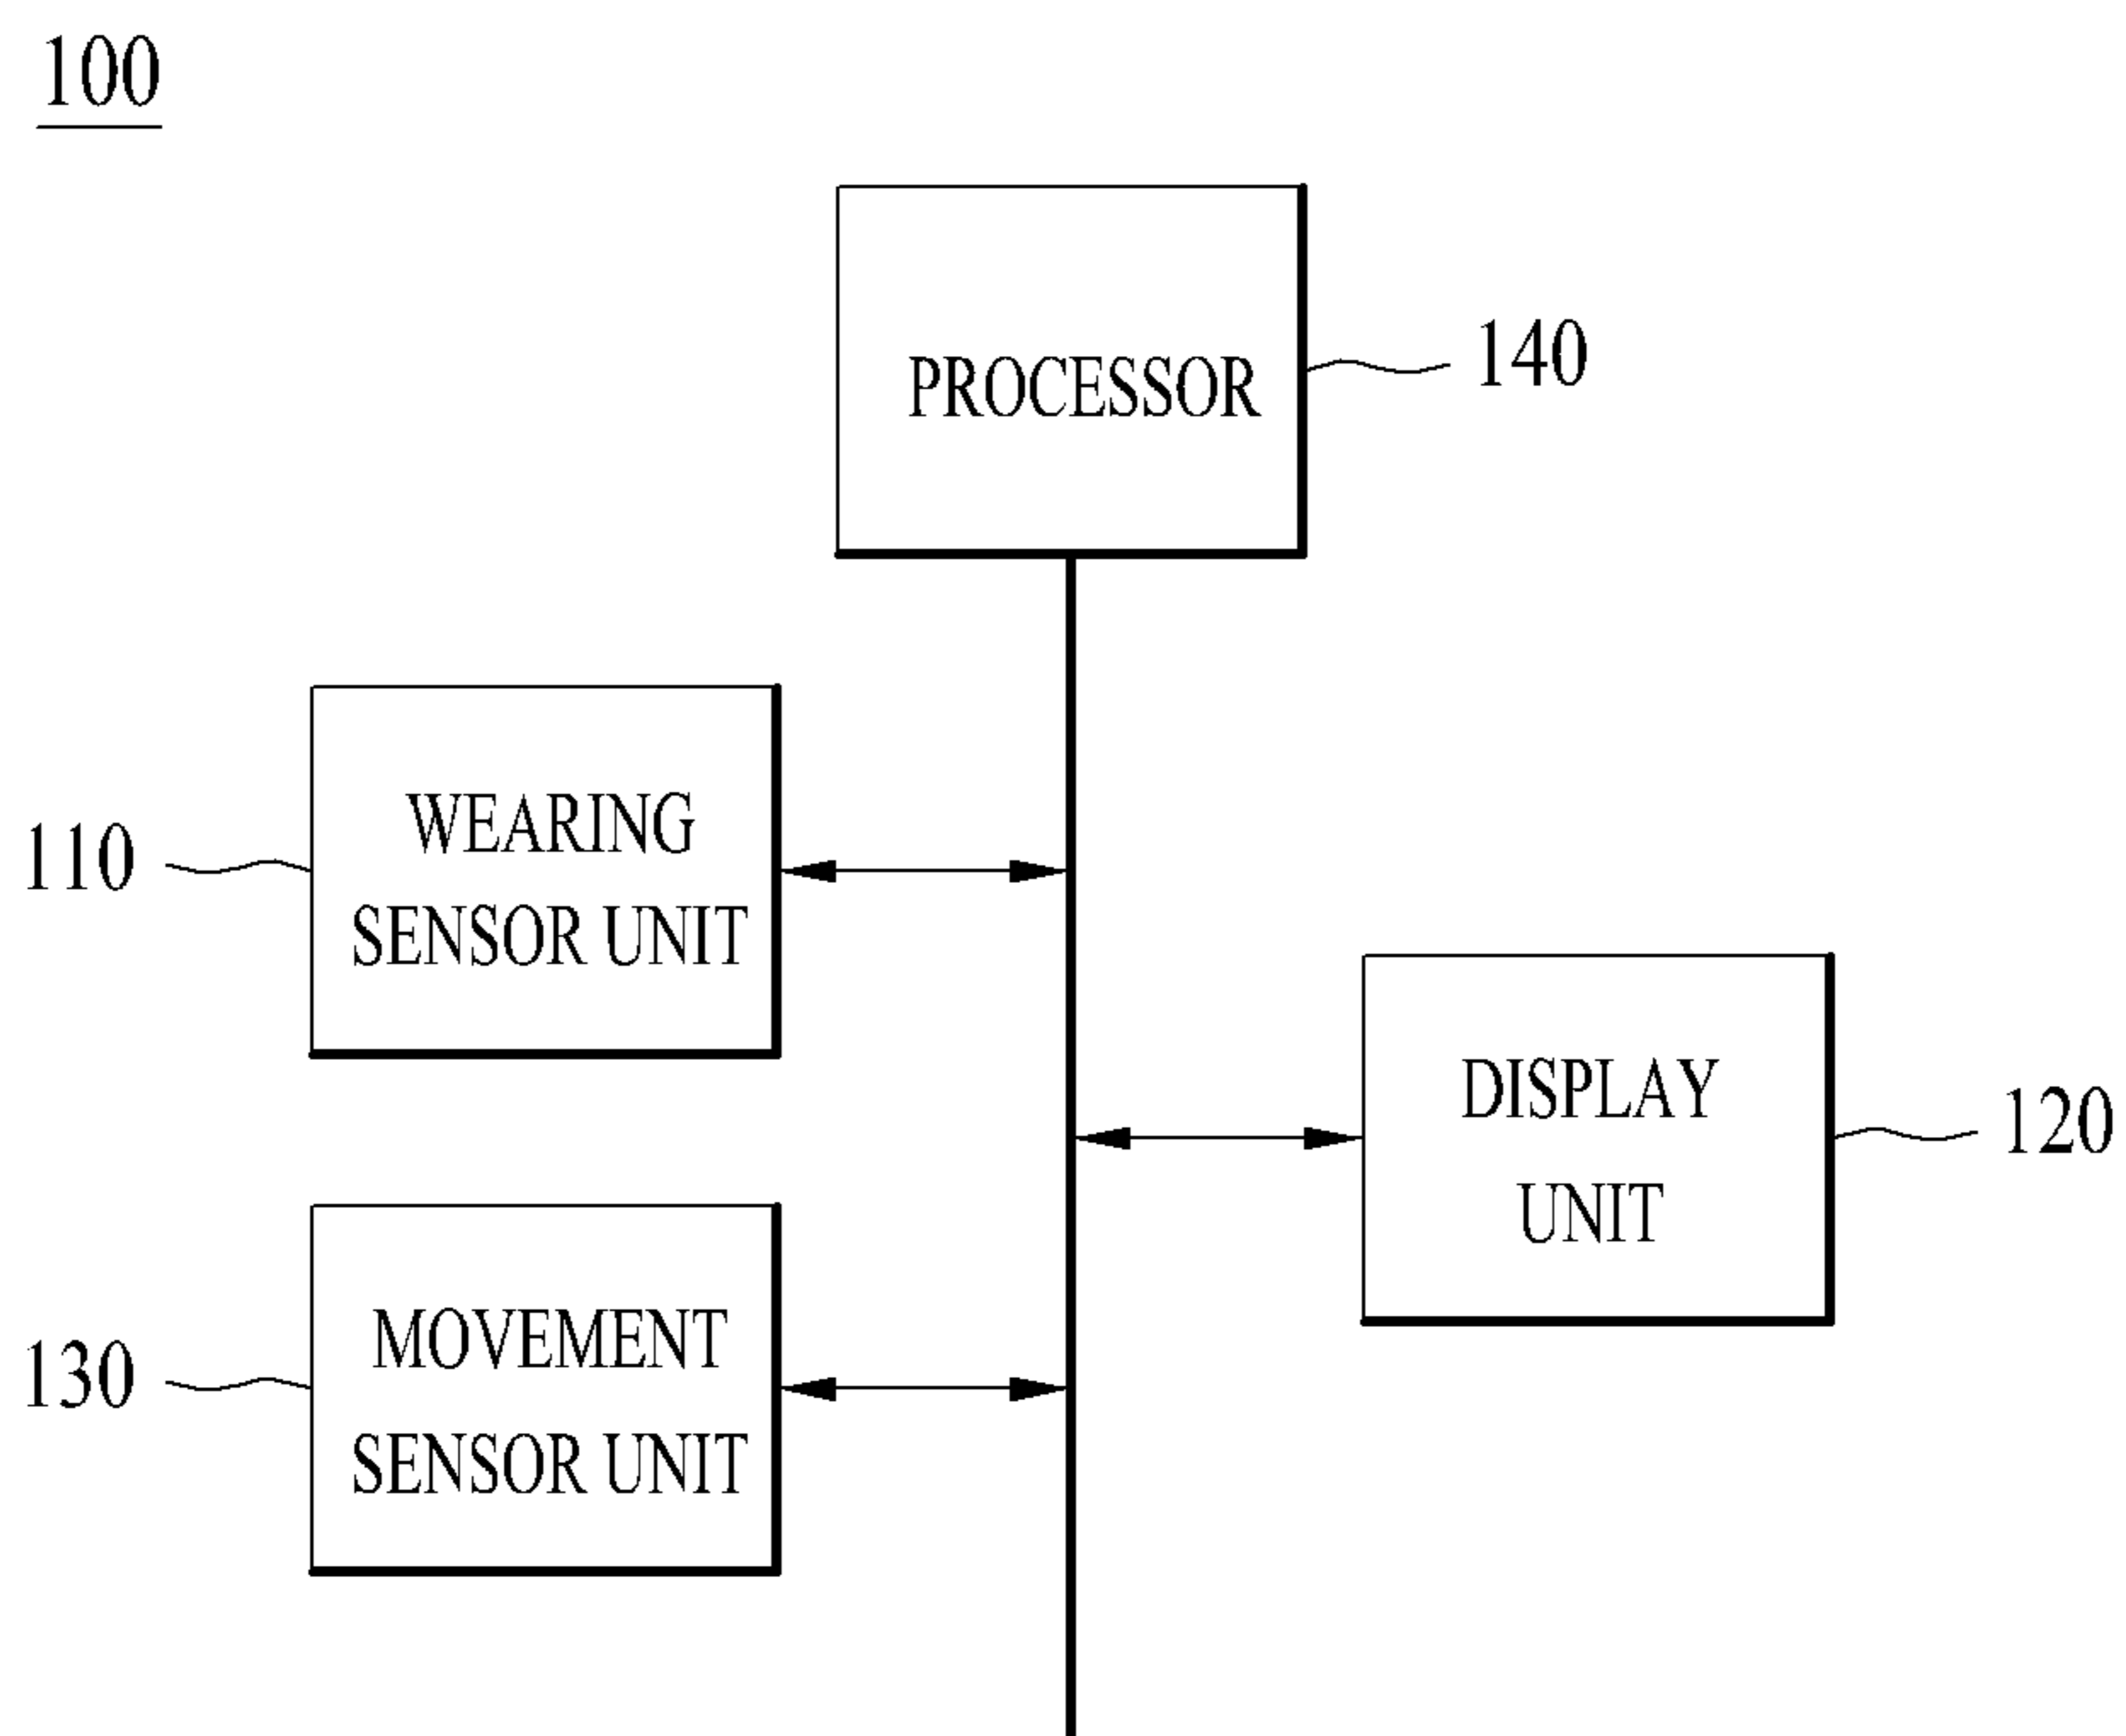 100
PROCESSOR
140
WEARING
SENSOR UNIT
110
DISPLAY
UNIT
120
MOVEMENT
SENSOR UNIT
130